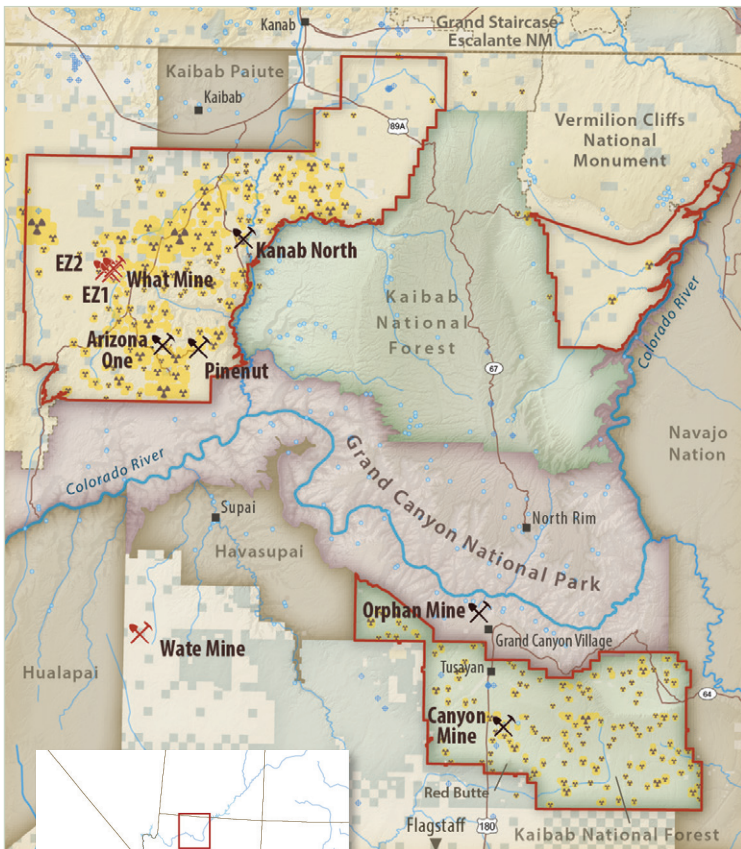 Kanab
Grand Staircase
Escalante NM
Kaibab Paiute
Kaibab
89A
Vermilion Cliffs
National
Monument
Kanab North
EZ2
What Mine
EZ1
Kaibab
National
Forest
Colorado River
Arizona
One
Pinenut
67
Navajo
Nation
Colorado River
Grand Canyon National Park
Supai
North Rim
Havasupai
Orphan Mine
Wate Mine
Grand Canyon Village
Hualapai
Tusayan
64
Canyon
Mine
Red Butte
Flagstaff
180
Kaibab National Forest